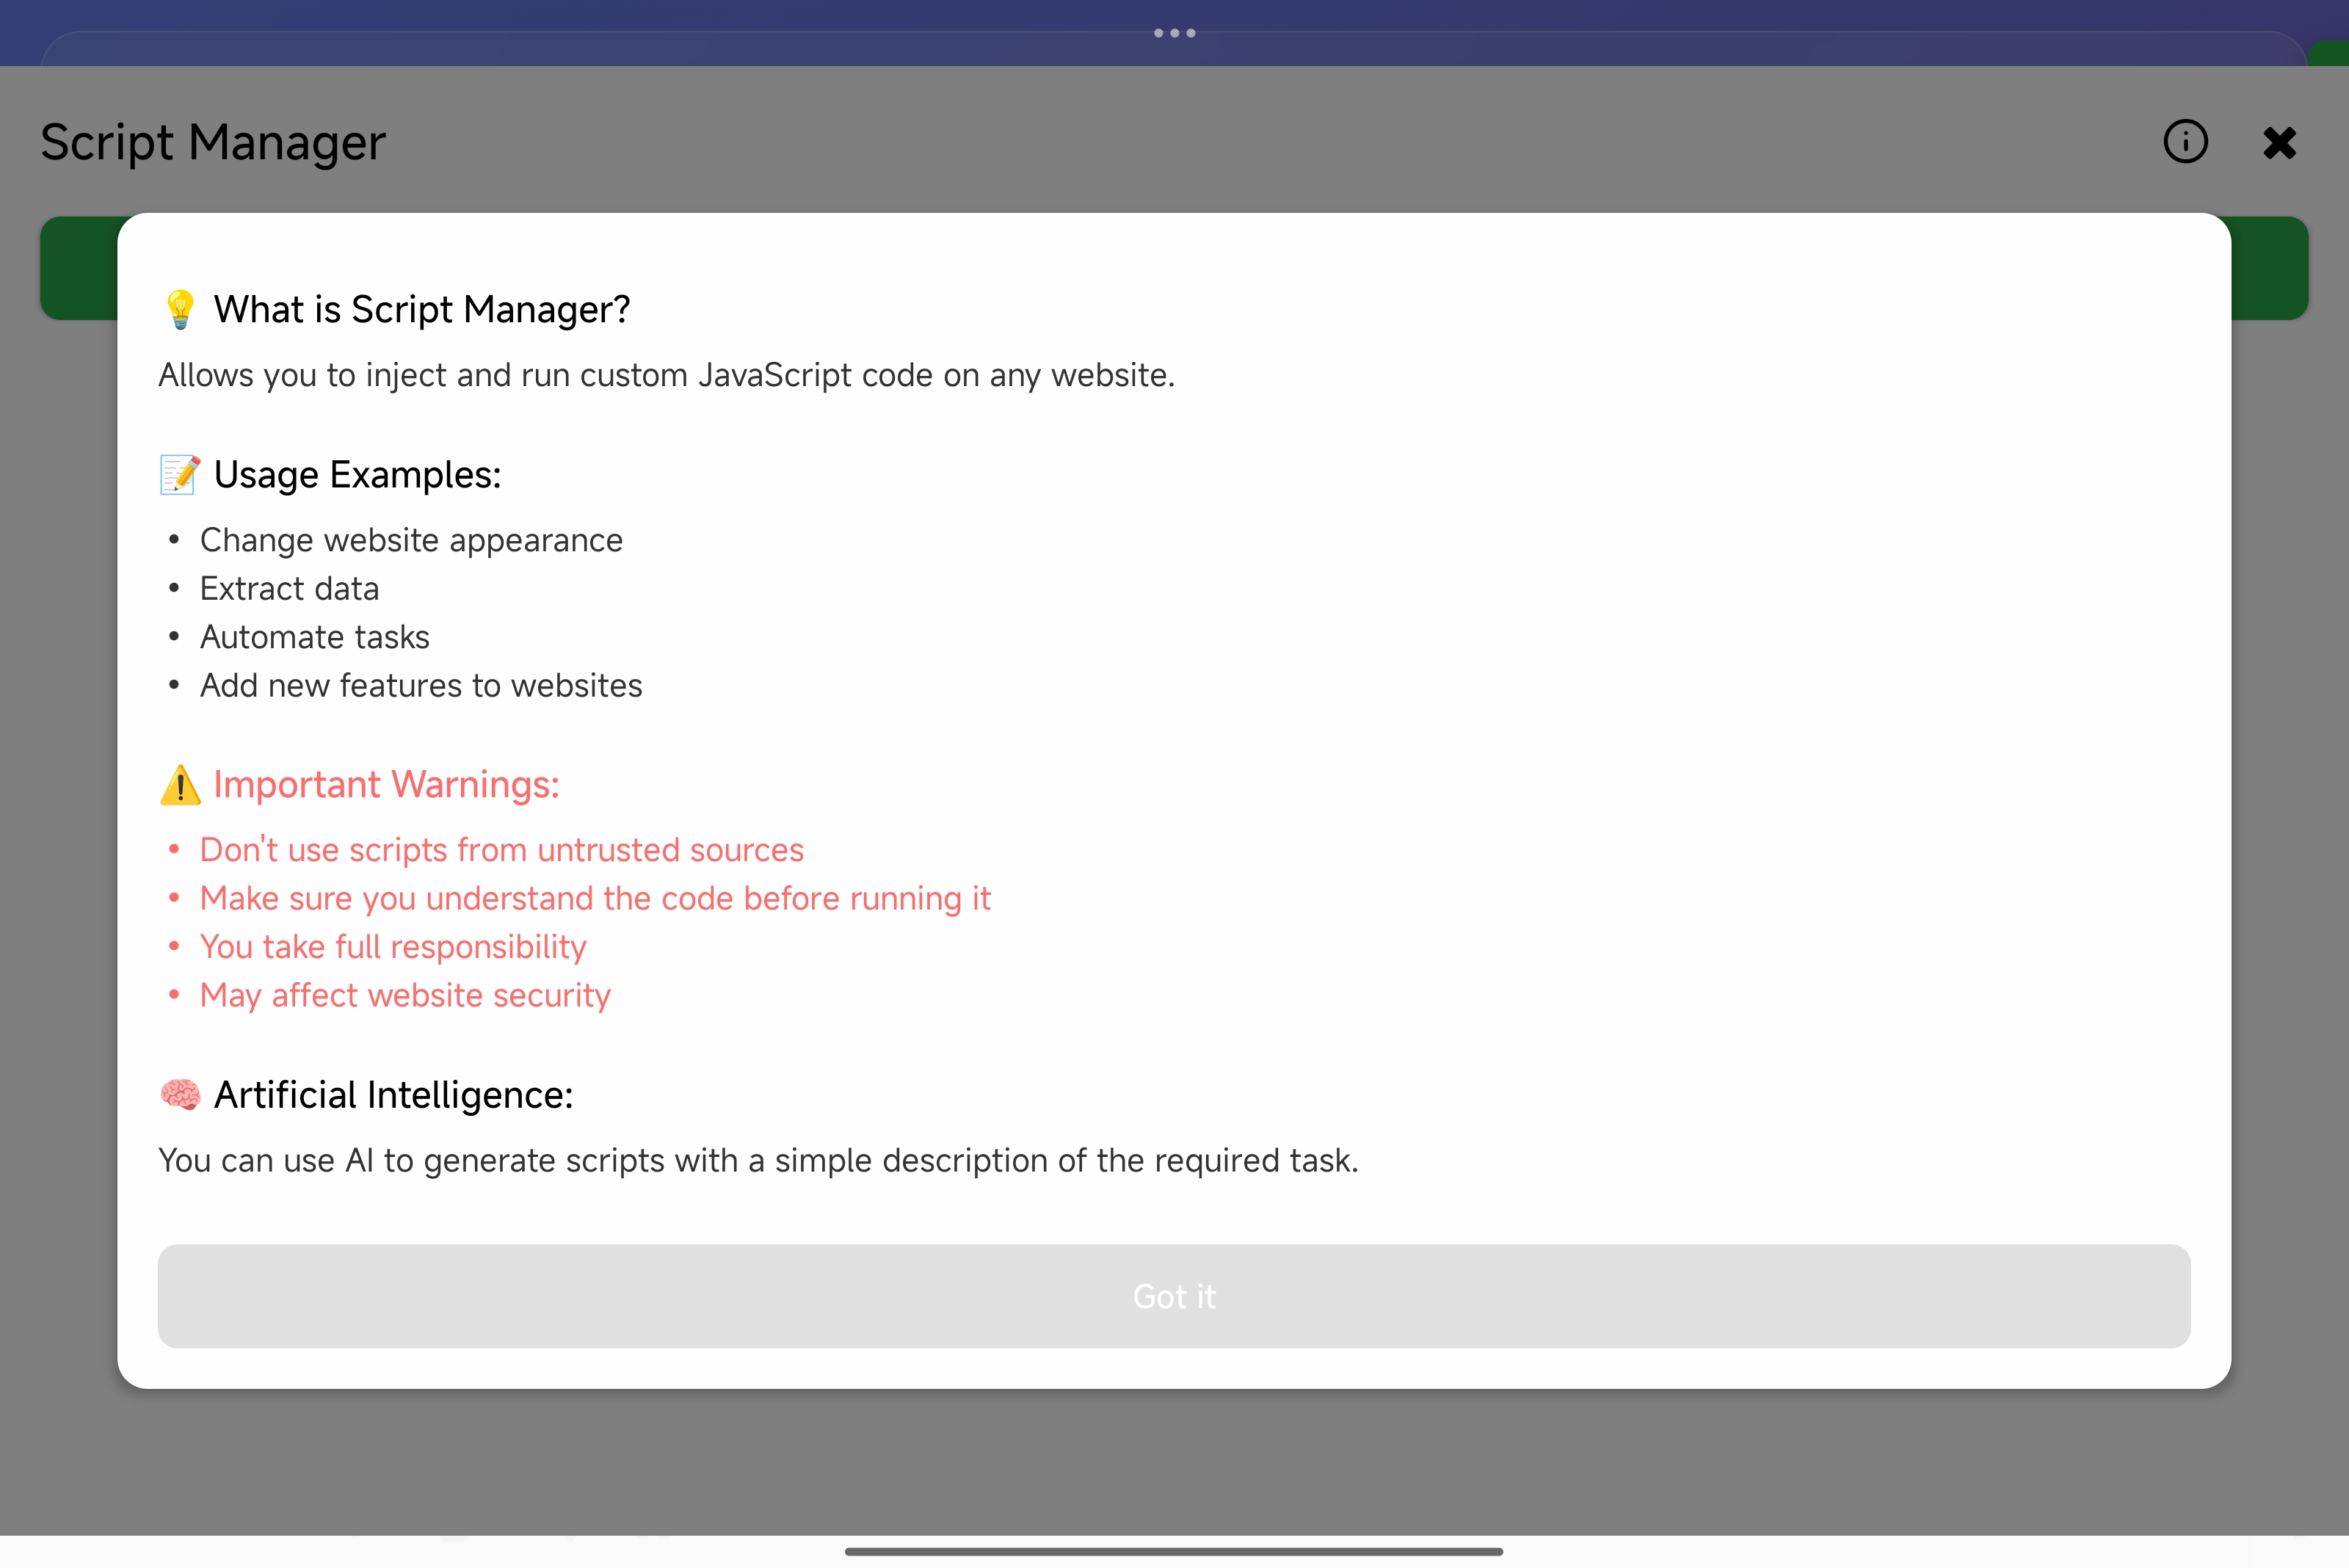 Script Manager
💡 What is Script Manager?
Allows you to inject and run custom JavaScript code on any website.
📝 Usage Examples:
• Change website appearance
• Extract data
• Automate tasks
• Add new features to websites
⚠️ Important Warnings:
• Don't use scripts from untrusted sources
• Make sure you understand the code before running it
• You take full responsibility
• May affect website security
🧠 Artificial Intelligence:
You can use AI to generate scripts with a simple description of the required task.
Got it